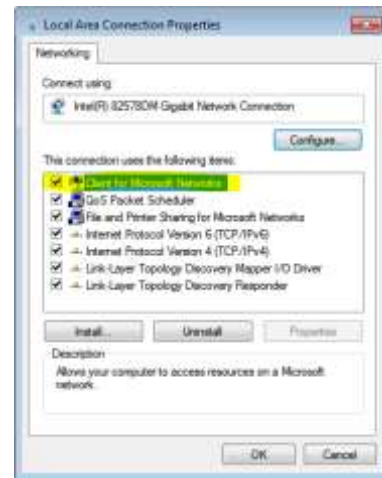 Local Area Connection Properties
Networking
Connect using:
Intel(R) 82578DM Gigabit Network Connection
Configure...
This connection uses the following items:
Client for Microsoft Networks
QoS Packet Scheduler
File and Printer Sharing for Microsoft Networks
Internet Protocol Version 6 (TCP/IPv6)
Internet Protocol Version 4 (TCP/IPv4)
Link-Layer Topology Discovery Mapper I/O Driver
Link-Layer Topology Discovery Responder
Install...
Uninstall
Properties
Description
Allows your computer to access resources on a Microsoft
network.
OK
Cancel